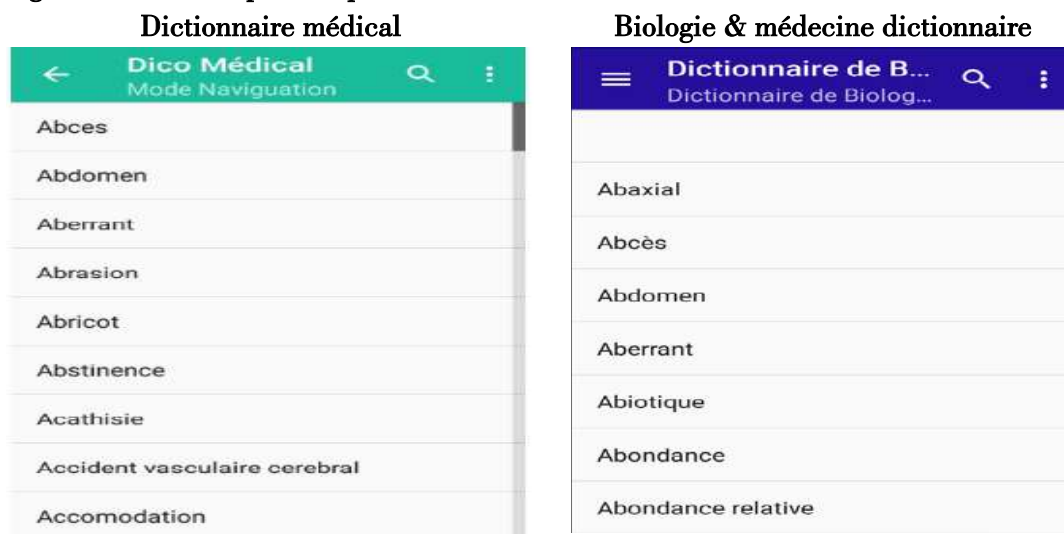 Dictionnaire médical
Dico Médical
Mode Naviguation
Abces
Abdomen
Aberrant
Abrasion
Abricot
Abstinence
Acathisie
Accident vasculaire cerebral
Accomodation
Biologie & médecine dictionnaire
Dictionnaire de B...
Dictionnaire de Biolog...
Abaxial
Abcès
Abdomen
Aberrant
Abiotique
Abondance
Abondance relative